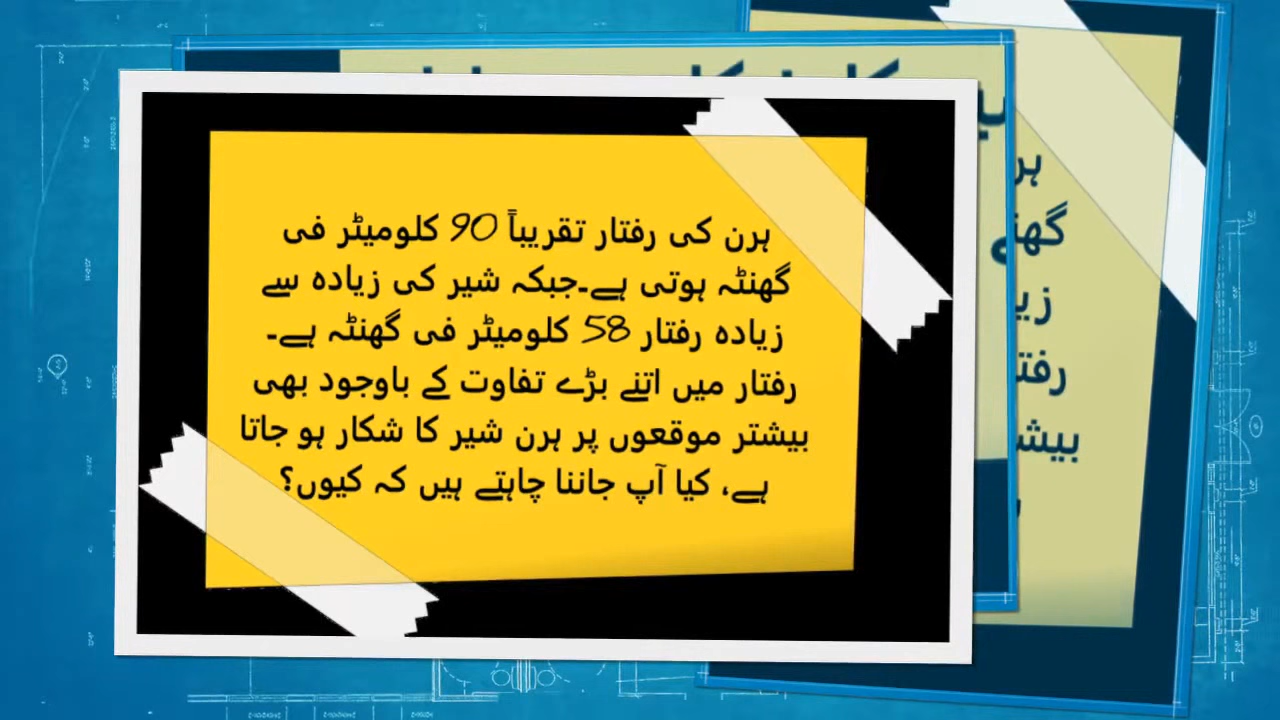 ہرن کی رفتار تقریباً 90 کلومیٹر فی
گھنٹہ ہوتی ہے۔جبکہ شیر کی زیادہ سے
زیادہ رفتار 58 کلومیٹر فی گھنٹہ ہے۔
رفتار میں اتنے بڑے تفاوت کے باوجود بھی
بیشتر موقعوں پر ہرن شیر کا شکار ہو جاتا
ہے، کیا آپ جاننا چاہتے ہیں کہ کیوں؟